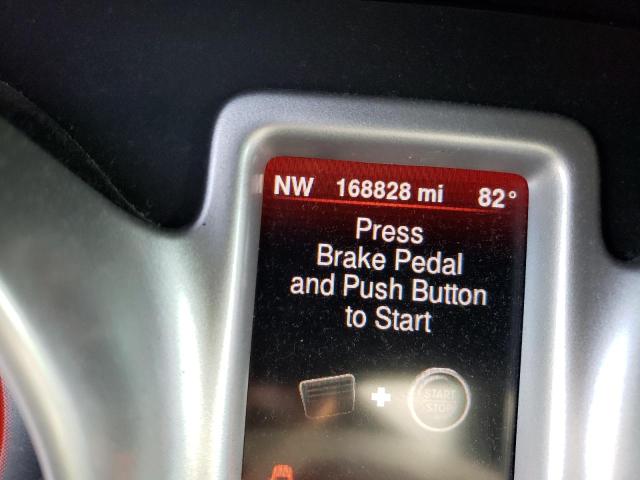 NW 168828 mi 82°
Press
Brake Pedal
and Push Button
to Start
START
STOP